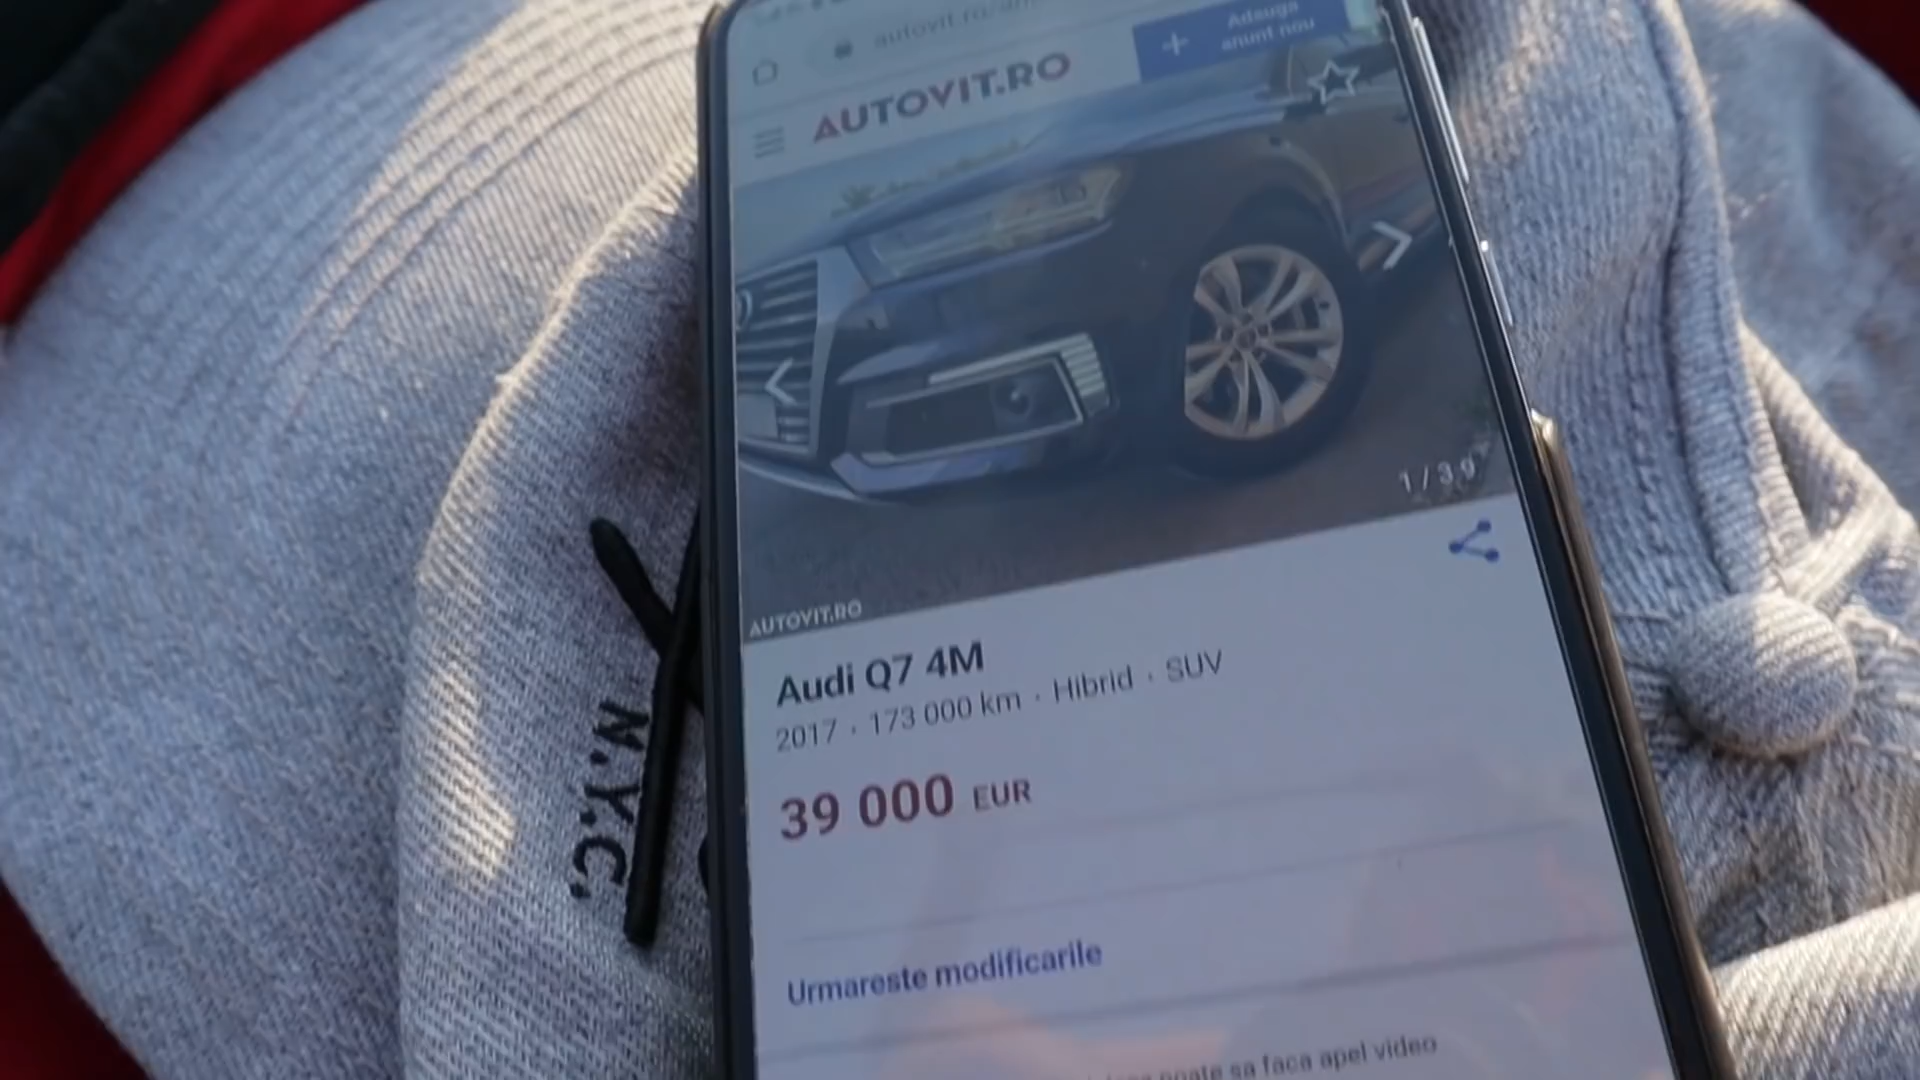 autovit.ro/an
Adauga
anunt nou
AUTOVIT.RO
1 / 39
AUTOVIT.RO
Audi Q7 4M
2017 · 173 000 km · Hibrid · SUV
39 000 EUR
Urmareste modificarile
poate sa faca apel video
N.Y.C.